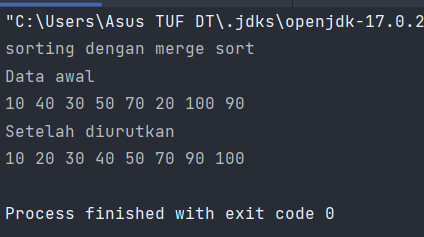 "C:\Users\Asus TUF DT\.jdks\openjdk-17.0.2
sorting dengan merge sort
Data awal
10 40 30 50 70 20 100 90
Setelah diurutkan
10 20 30 40 50 70 90 100
Process finished with exit code 0